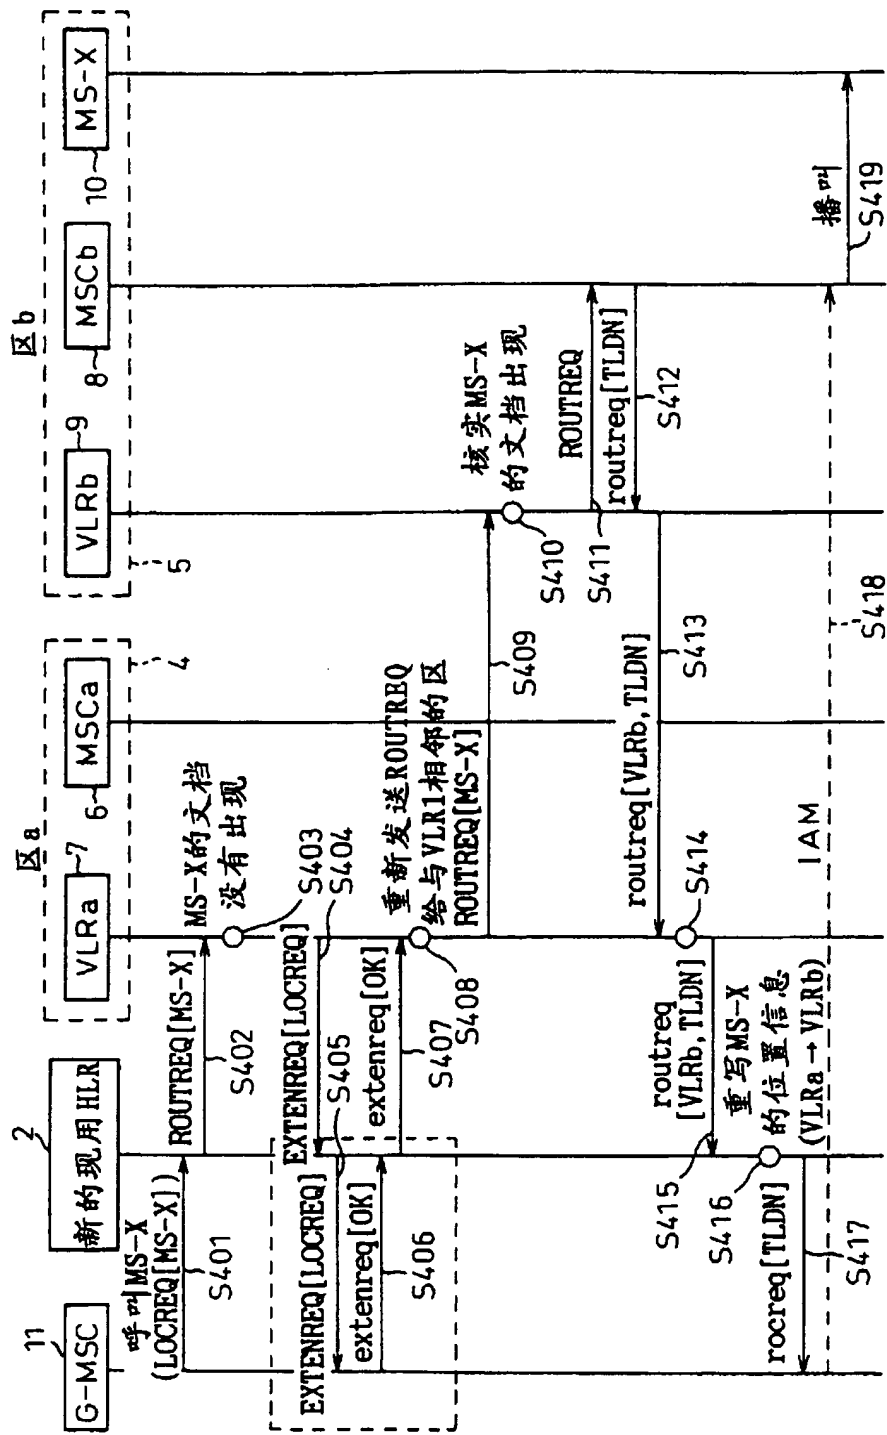 区a
区b
11
G-MSC
2
新的现用HLR
VLRa
7
6
MSCa
4
VLRb
9
5
8
MSCb
10
MS-X
呼叫MS-X
(LOCREQ[MS-X])
S401
ROUTREQ[MS-X]
S402
MS-X的文档
没有出现
S403
EXTENREQ[LOCREQ]
S404
EXTENREQ[LOCREQ]
S405
extenreq[OK]
S406
extenreq[OK]
S407
S408
重新发送ROUTREQ
给与VLR1相邻的区
ROUTREQ[MS-X]
S409
核实MS-X
的文档出现
S410
ROUTREQ
S411
routreq[TLDN]
S412
routreq[VLRb,TLDN]
S413
S414
routreq
[VLRb,TLDN]
S415
重写MS-X
的位置信息
(VLRa→VLRb)
S416
rocreq[TLDN]
S417
IAM
S418
播叫
S419